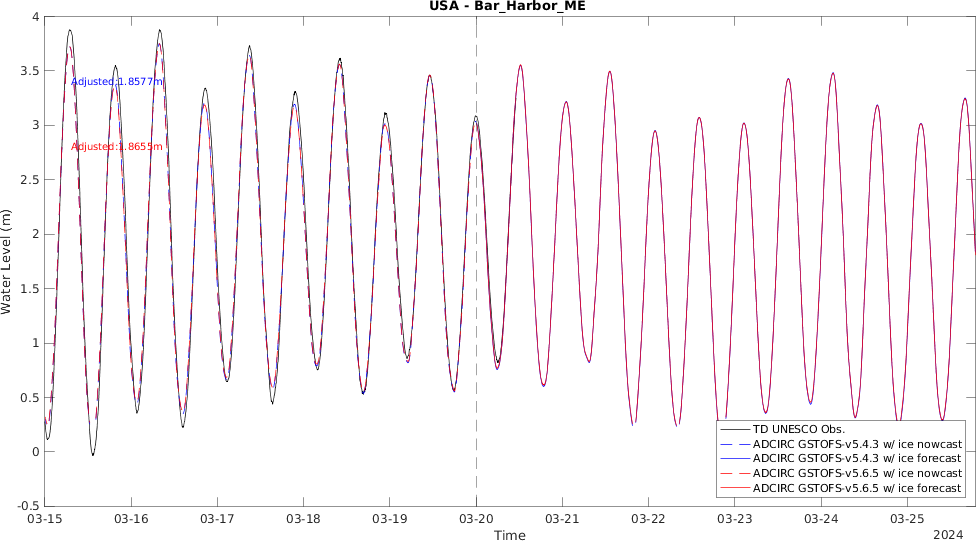 USA - Bar_Harbor_ME
4
3.5
3
2.5
2
1.5
1
0.5
0
-0.5
Water Level (m)
Adjusted:1.8577m
Adjusted:1.8655m
TD UNESCO Obs.
ADCIRC GSTOFS-v5.4.3 w/ ice nowcast
ADCIRC GSTOFS-v5.4.3 w/ ice forecast
ADCIRC GSTOFS-v5.6.5 w/ ice nowcast
ADCIRC GSTOFS-v5.6.5 w/ ice forecast
03-15 03-16 03-17 03-18 03-19 03-20 03-21 03-22 03-23 03-24 03-25
Time
2024